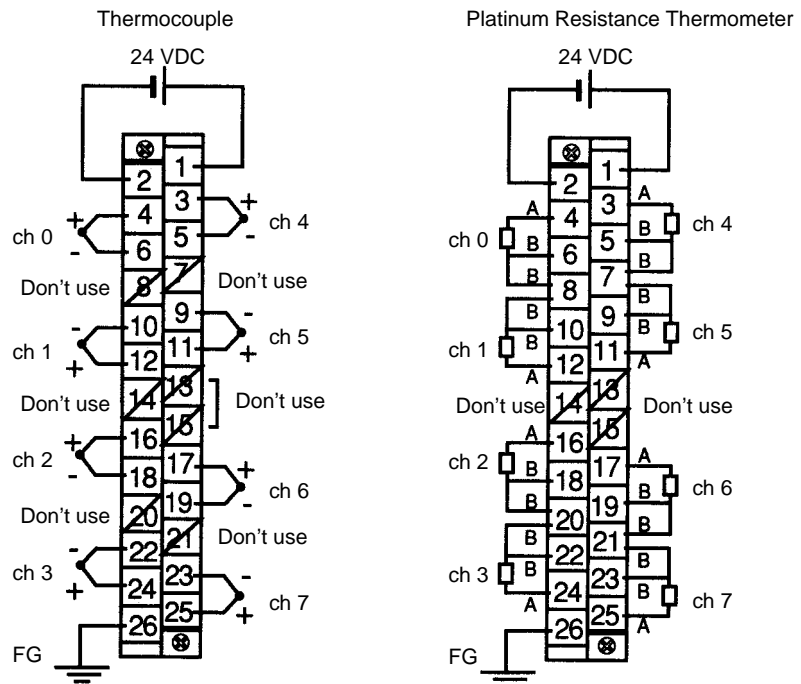 Thermocouple
24 VDC
1
2
3
+
4
+
ch 4
ch 0
5
-
-
6
Don't use
8
7
Don't use
9
-
-
10
ch 5
ch 1
11
+
+
12
13
Don't use
14
Don't use
15
+
16
17
+
ch 2
-
18
ch 6
19
-
Don't use
20
21
Don't use
-
22
23
-
ch 3
+
24
ch 7
25
+
26
FG
Platinum Resistance Thermometer
24 VDC
1
2
A
3
A
4
ch 4
B
5
ch 0
B
6
B
7
B
8
B
B
9
B
10
B
ch 5
ch 1
11
12
A
A
13
Don't use
14
Don't use
15
A
16
A
17
ch 2
B
18
B
ch 6
19
B
20
B
21
B
22
B
ch 3
B
23
B
24
ch 7
A
25
A
26
FG